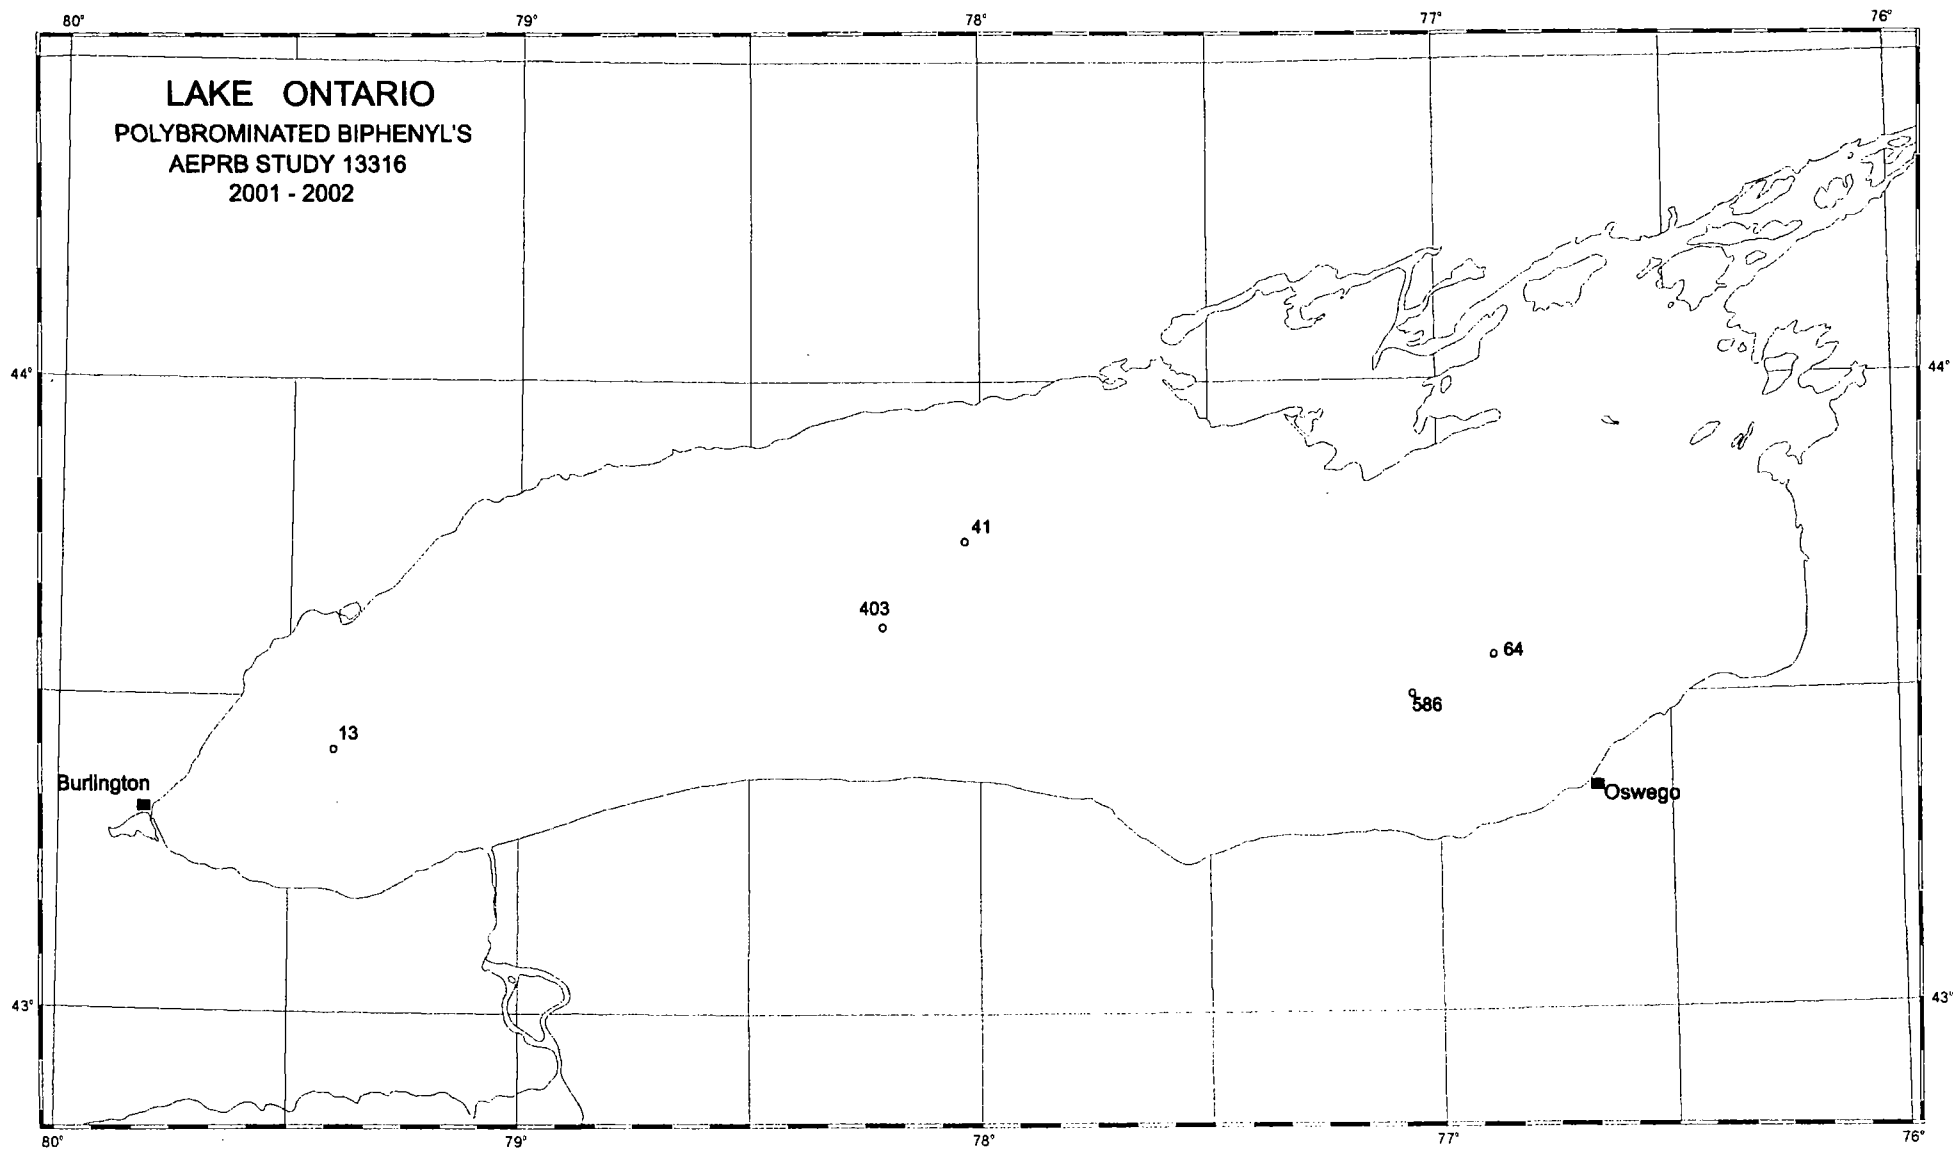 80° 79° 78° 77° 76°
LAKE ONTARIO
POLYBROMINATED BIPHENYL'S
AEPRB STUDY 13316
2001 - 2002
44° 44°
41
403
64
586
13
Burlington
Oswego
43° 43°
80° 79° 78° 77° 76°